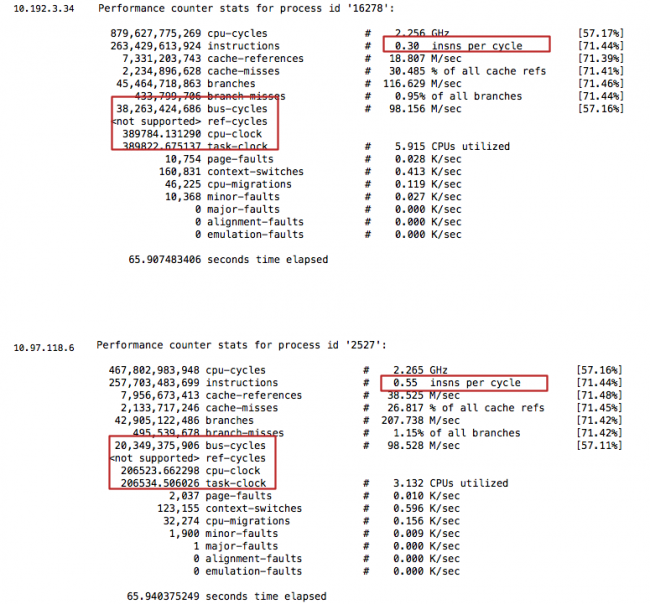 10.192.3.34 Performance counter stats for process id '16278':
879,627,775,269 cpu-cycles # 2.256 GHz [57.17%]
263,429,613,924 instructions # 0.30 insns per cycle [71.44%]
7,331,203,743 cache-references # 18.807 M/sec [71.39%]
2,234,896,628 cache-misses # 30.485 % of all cache refs [71.41%]
45,464,718,863 branches # 116.629 M/sec [71.46%]
433,799,706 branch-misses # 0.95% of all branches [71.44%]
38,263,424,686 bus-cycles # 98.156 M/sec [57.16%]
<not supported> ref-cycles
389784.131290 cpu-clock
389822.675137 task-clock # 5.915 CPUs utilized
10,754 page-faults # 0.028 K/sec
160,831 context-switches # 0.413 K/sec
46,225 cpu-migrations # 0.119 K/sec
10,368 minor-faults # 0.027 K/sec
0 major-faults # 0.000 K/sec
0 alignment-faults # 0.000 K/sec
0 emulation-faults # 0.000 K/sec
65.907483406 seconds time elapsed
10.97.118.6 Performance counter stats for process id '2527':
467,802,983,948 cpu-cycles # 2.265 GHz [57.16%]
257,703,483,699 instructions # 0.55 insns per cycle [71.44%]
7,956,673,413 cache-references # 38.525 M/sec [71.48%]
2,133,717,246 cache-misses # 26.817 % of all cache refs [71.45%]
42,905,122,486 branches # 207.738 M/sec [71.42%]
495,539,678 branch-misses # 1.15% of all branches [71.42%]
20,349,375,906 bus-cycles # 98.528 M/sec [57.11%]
<not supported> ref-cycles
206523.662298 cpu-clock
206534.506026 task-clock # 3.132 CPUs utilized
2,037 page-faults # 0.010 K/sec
123,155 context-switches # 0.596 K/sec
32,274 cpu-migrations # 0.156 K/sec
1,900 minor-faults # 0.009 K/sec
1 major-faults # 0.000 K/sec
0 alignment-faults # 0.000 K/sec
0 emulation-faults # 0.000 K/sec
65.940375249 seconds time elapsed